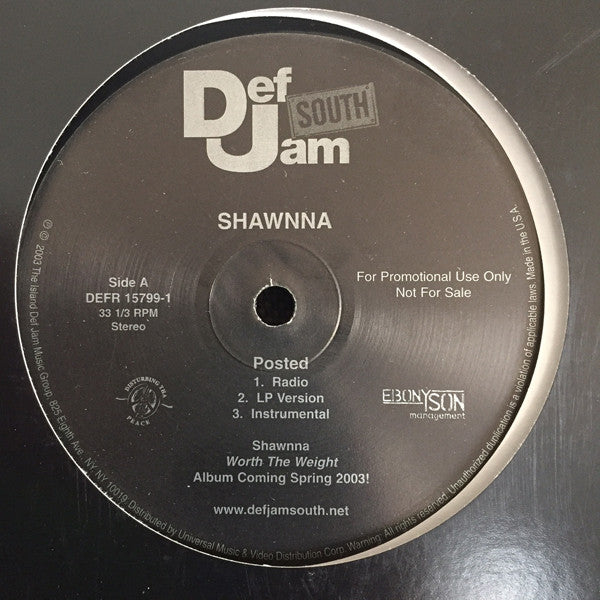 Def
SOUTH
Jam
SHAWNNA
Side A
DEFR 15799-1
33 1/3 RPM
Stereo
For Promotional Use Only
Not For Sale
Posted
1. Radio
2. LP Version
3. Instrumental
DISTURBING THA
PEACE
EBONYSON
management
Shawnna
Worth The Weight
Album Coming Spring 2003!
www.defjamsouth.net
℗ © 2003 The Island Def Jam Music Group, 825 Eighth Ave., NY, NY 10019. Distributed by Universal Music & Video Distribution Corp. Warning: All rights reserved. Unauthorized duplication is a violation of applicable laws. Made in the U.S.A.